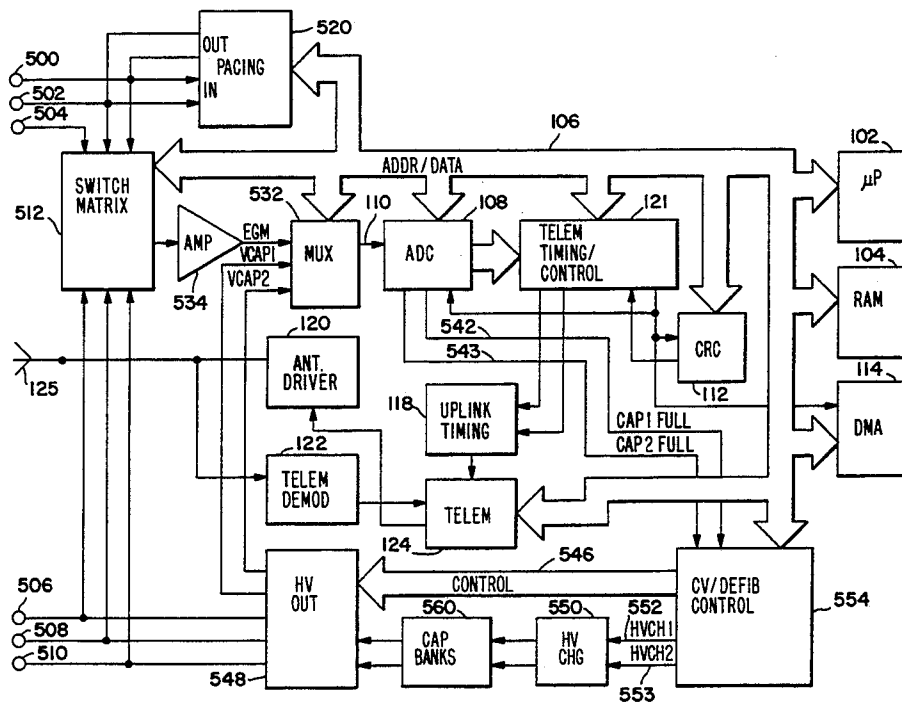 520
OUT
PACING
IN
500
502
504
106
102
ADDR/DATA
μP
SWITCH
MATRIX
512
532
110
108
121
AMP
EGM
VCAP1
VCAP2
534
MUX
ADC
TELEM
TIMING/
CONTROL
104
RAM
542
543
CRC
112
114
DMA
120
ANT.
DRIVER
125
118
UPLINK
TIMING
CAP1 FULL
CAP2 FULL
122
TELEM
DEMOD
TELEM
124
546
CONTROL
HV
OUT
CV/DEFIB
CONTROL
554
506
508
510
560
CAP
BANKS
550
HV
CHG
552
HVCH1
HVCH2
553
548